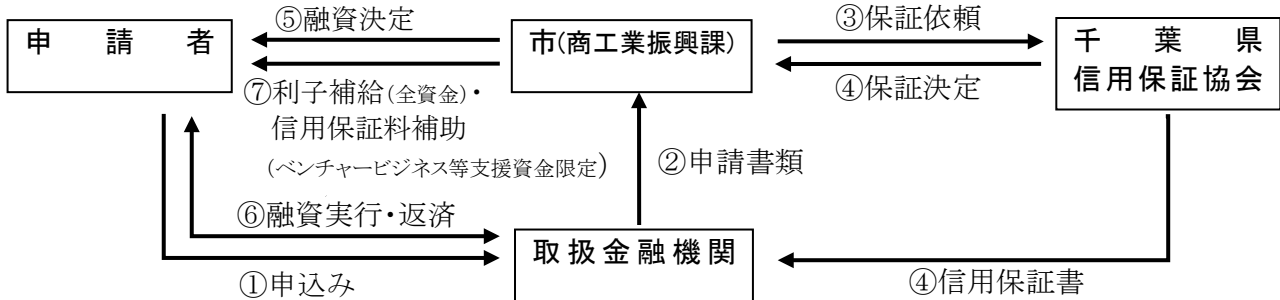 ⑤融資決定
③保証依頼
申請者
市(商工業振興課)
千葉県
信用保証協会
④保証決定
⑦利子補給(全資金)・
信用保証料補助
(ベンチャービジネス等支援資金限定)
②申請書類
⑥融資実行・返済
取扱金融機関
①申込み
④信用保証書